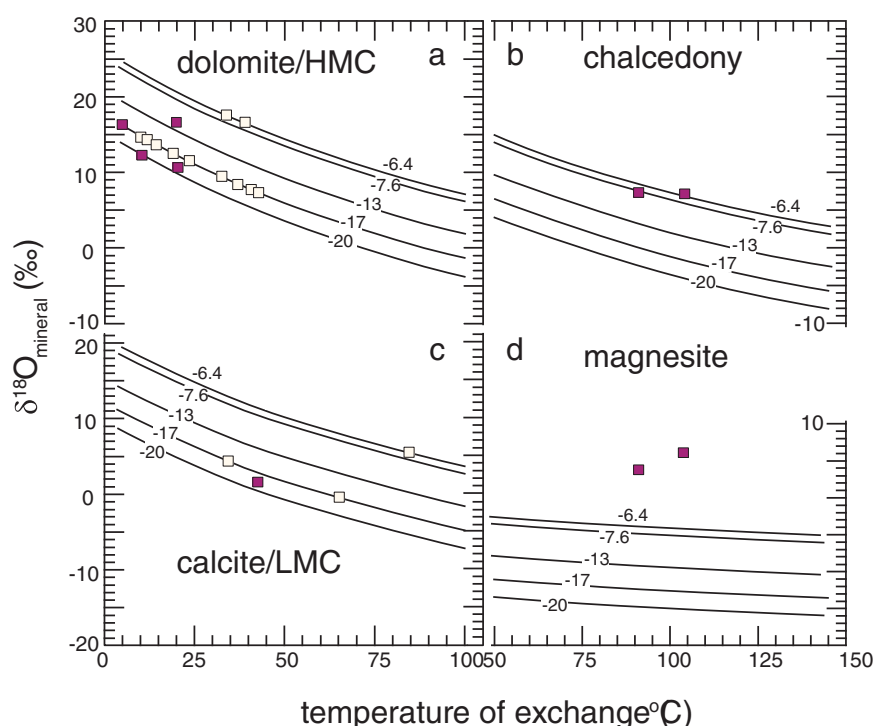 30
20
10
0
-10
dolomite/HMC
a
-6.4
-7.6
-13
-17
-20
b
chalcedony
-6.4
-7.6
-13
-17
-20
-10
δ18Omineral (‰)
20
10
0
-10
-20
c
-6.4
-7.6
-13
-17
-20
calcite/LMC
d
magnesite
10
-6.4
-7.6
-13
-17
-20
0 25 50 75 100
50 75 100 125 150
temperature of exchangeºC)